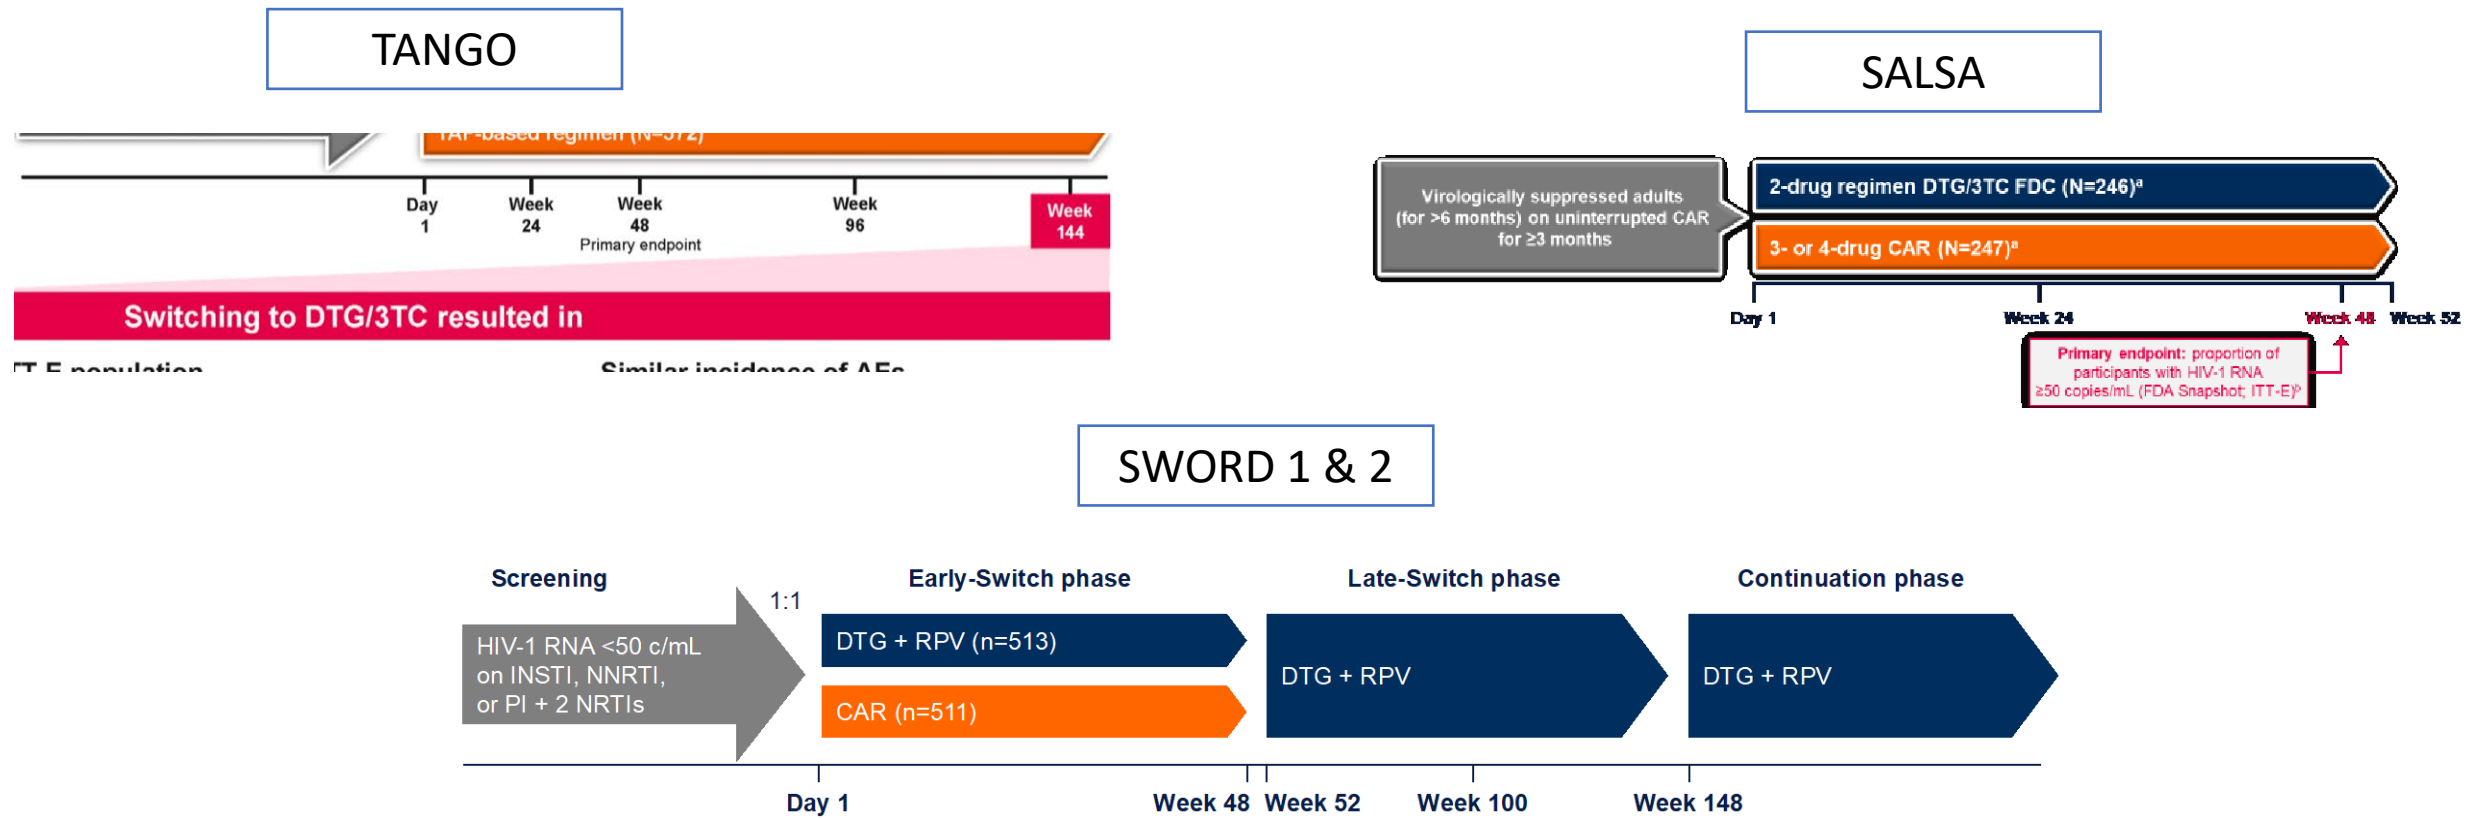 TANGO
SALSA
TAF-based regimen (N=372)
Day
1
Week
24
Week
48
Primary endpoint
Week
96
Week
144
Switching to DTG/3TC resulted in
population
Similar incidence of AEs
Virologically suppressed adults
(for >6 months) on uninterrupted CAR
for ≥3 months
2-drug regimen DTG/3TC FDC (N=246)ᵃ
3- or 4-drug CAR (N=247)ᵃ
Day 1
Week 24
Week 48
Week 52
Primary endpoint: proportion of
participants with HIV-1 RNA
≥50 copies/mL (FDA Snapshot; ITT-E)ᵇ
SWORD 1 & 2
Screening
Early-Switch phase
Late-Switch phase
Continuation phase
1:1
HIV-1 RNA <50 c/mL
on INSTI, NNRTI,
or PI + 2 NRTIs
DTG + RPV (n=513)
CAR (n=511)
DTG + RPV
DTG + RPV
Day 1
Week 48
Week 52
Week 100
Week 148